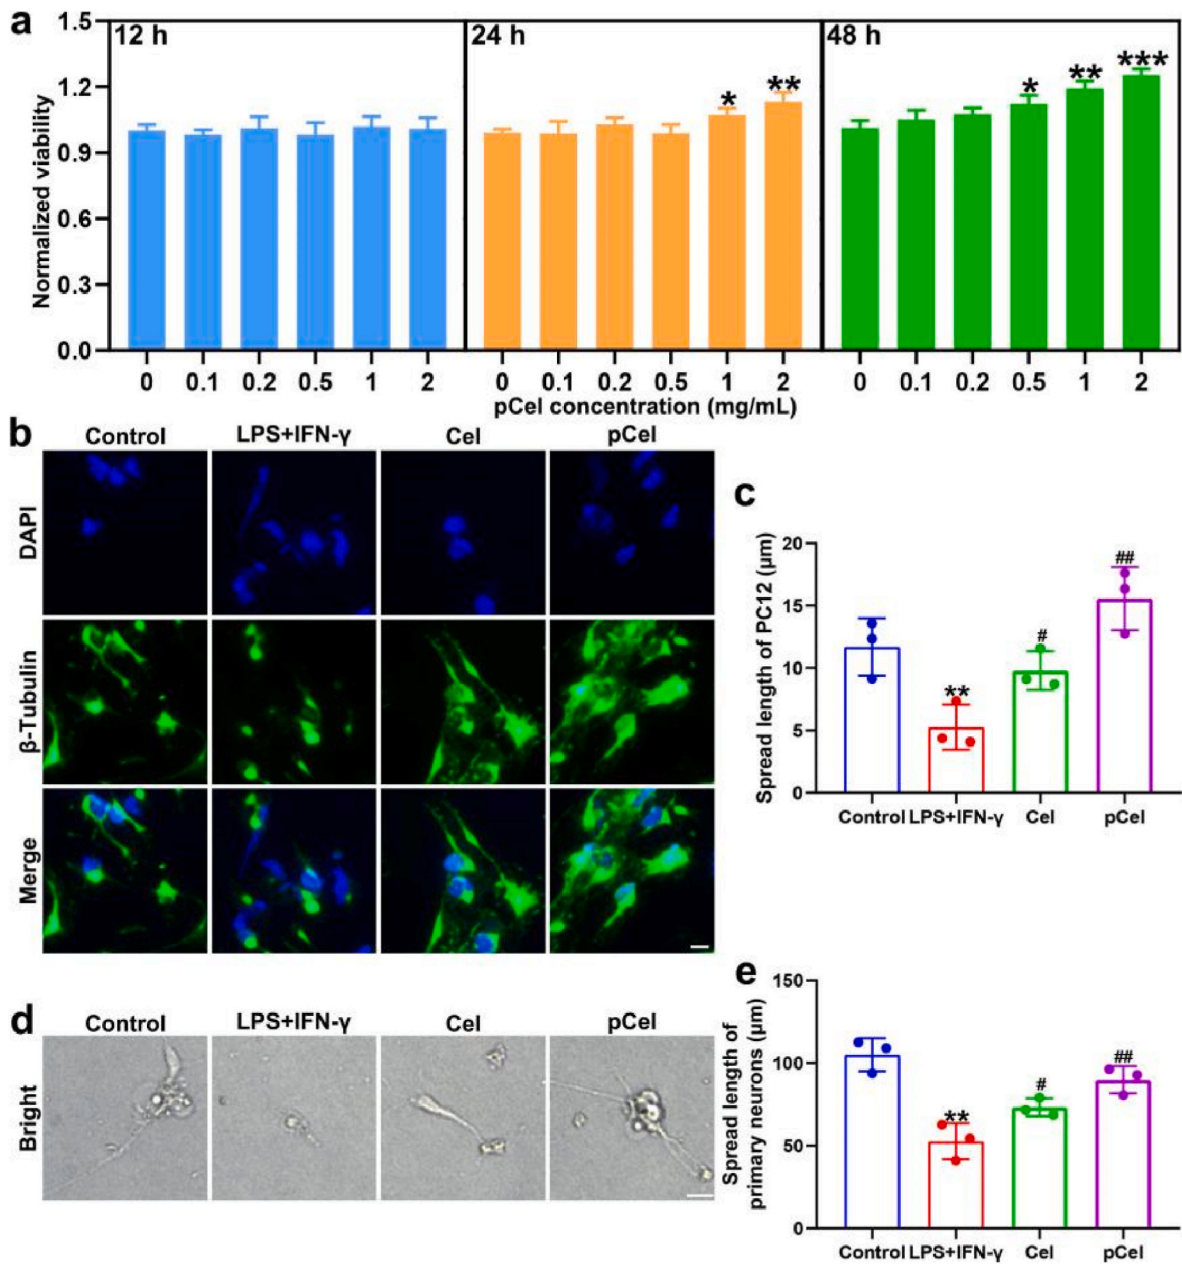 a
1.5
1.2
0.9
0.6
0.3
0.0
Normalized viability
12 h
24 h
48 h
* **
* ** ***
0 0.1 0.2 0.5 1 2
0 0.1 0.2 0.5 1 2
0 0.1 0.2 0.5 1 2
pCel concentration (mg/mL)
b
Control LPS+IFN-γ Cel pCel
DAPI
β-Tubulin
Merge
c
Spread length of PC12 (μm)
20
15
10
5
0
**
#
##
Control LPS+IFN-γ Cel pCel
d
Control LPS+IFN-γ Cel pCel
Bright
e
Spread length of
primary neurons (μm)
150
100
50
0
**
#
##
Control LPS+IFN-γ Cel pCel